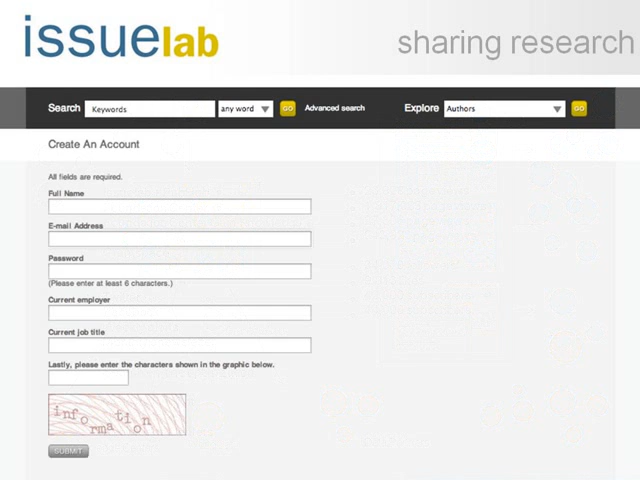 issuelab
sharing research
Search Keywords any word GO Advanced search Explore Authors GO
Create An Account
All fields are required.
Full Name
E-mail Address
Password
(Please enter at least 6 characters.)
Current employer
Current job title
Lastly, please enter the characters shown in the graphic below.
information
SUBMIT